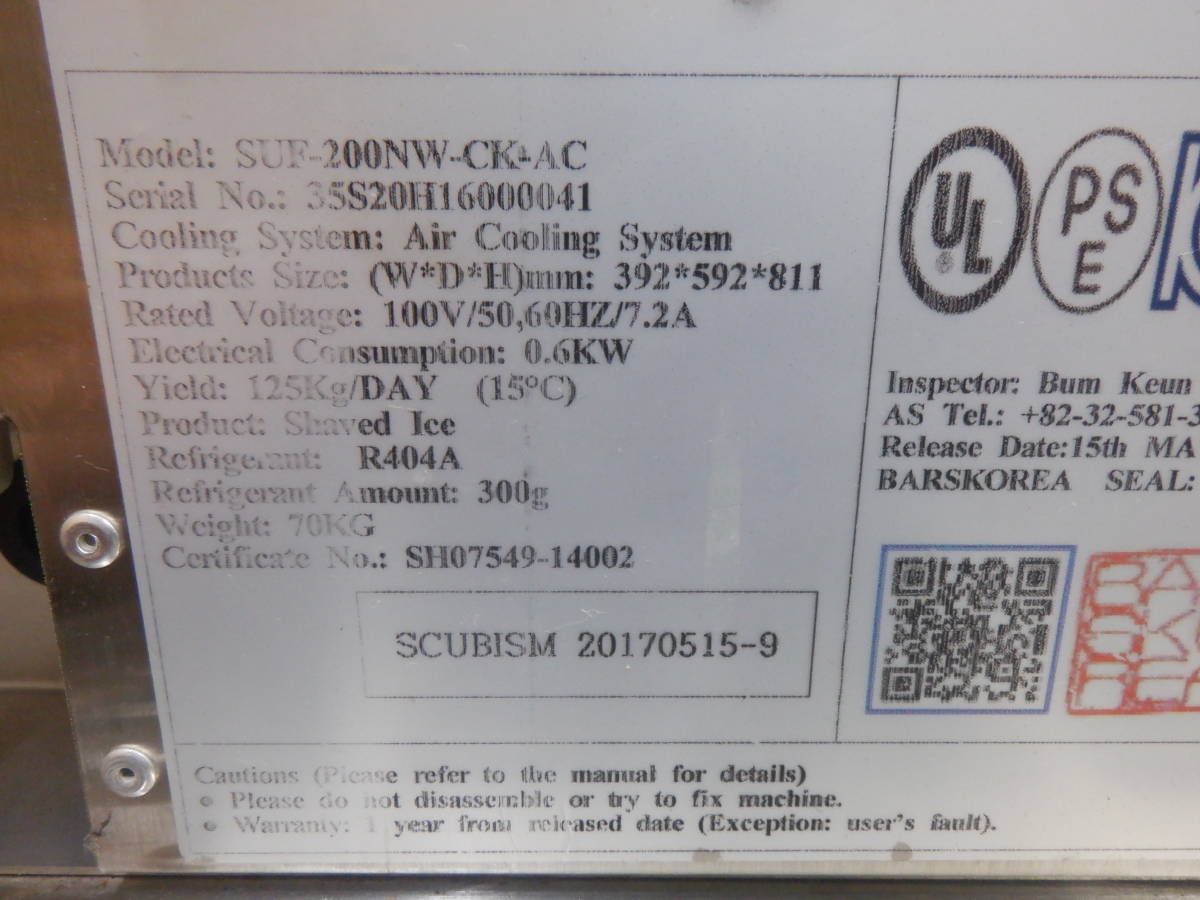 Model: SUF-200NW-CK-AC
Serial No.: 35S20H16000041
Cooling System: Air Cooling System
Products Size: (W*D*H)mm: 392*592*811
Rated Voltage: 100V/50,60HZ/7.2A
Electrical Consumption: 0.6KW
Yield: 125Kg/DAY (15°C)
Product: Shaved Ice
Refrigerant: R404A
Refrigerant Amount: 300g
Weight: 70KG
Certificate No.: SH07549-14002
SCUBISM 20170515-9
UL ®
PS
E
Inspector: Bum Keun
AS Tel.: +82-32-581-3
Release Date:15th MA
BARSKOREA SEAL:
Cautions (Please refer to the manual for details)
● Please do not disassemble or try to fix machine.
● Warranty: 1 year from released date (Exception: user's fault).